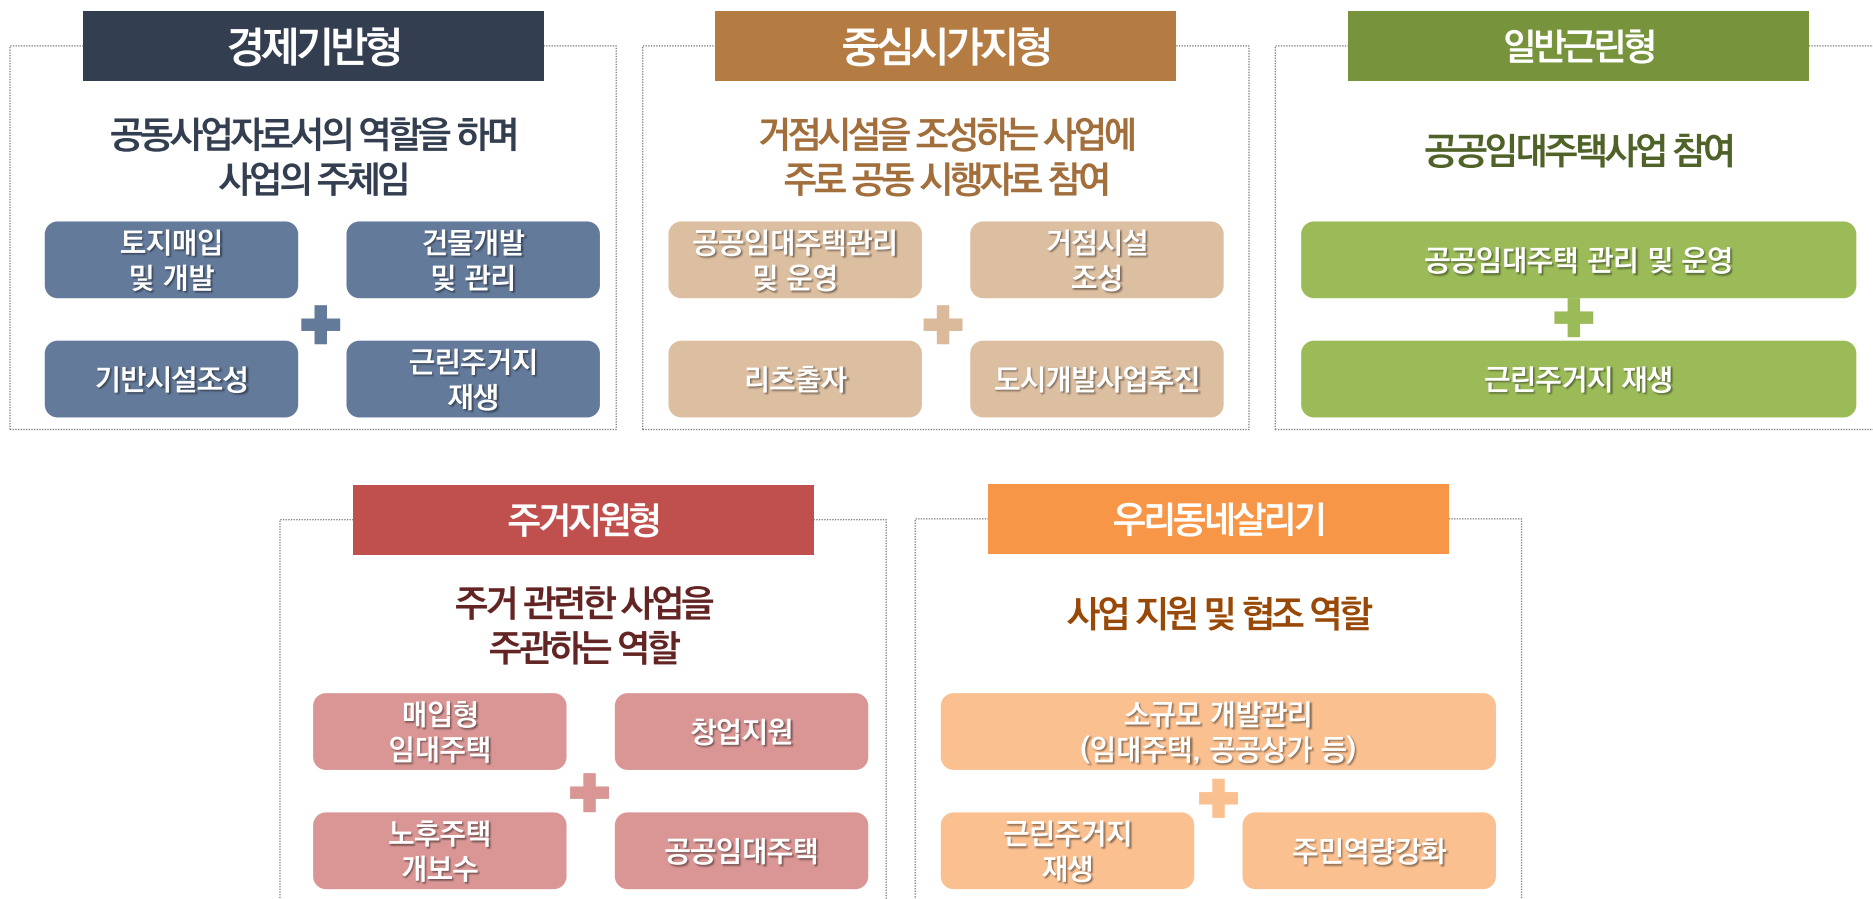 경제기반형
공동사업자로서의 역할을 하며
사업의 주체임
토지매입
및 개발
건물개발
및 관리
기반시설조성
근린주거지
재생
중심시가지형
거점시설을 조성하는 사업에
주로 공동 시행자로 참여
공공임대주택관리
및 운영
거점시설
조성
리츠출자
도시개발사업추진
일반근린형
공공임대주택사업 참여
공공임대주택 관리 및 운영
근린주거지 재생
주거지원형
주거 관련한 사업을
주관하는 역할
매입형
임대주택
창업지원
노후주택
개보수
공공임대주택
우리동네살리기
사업 지원 및 협조 역할
소규모 개발관리
(임대주택, 공공상가 등)
근린주거지
재생
주민역량강화